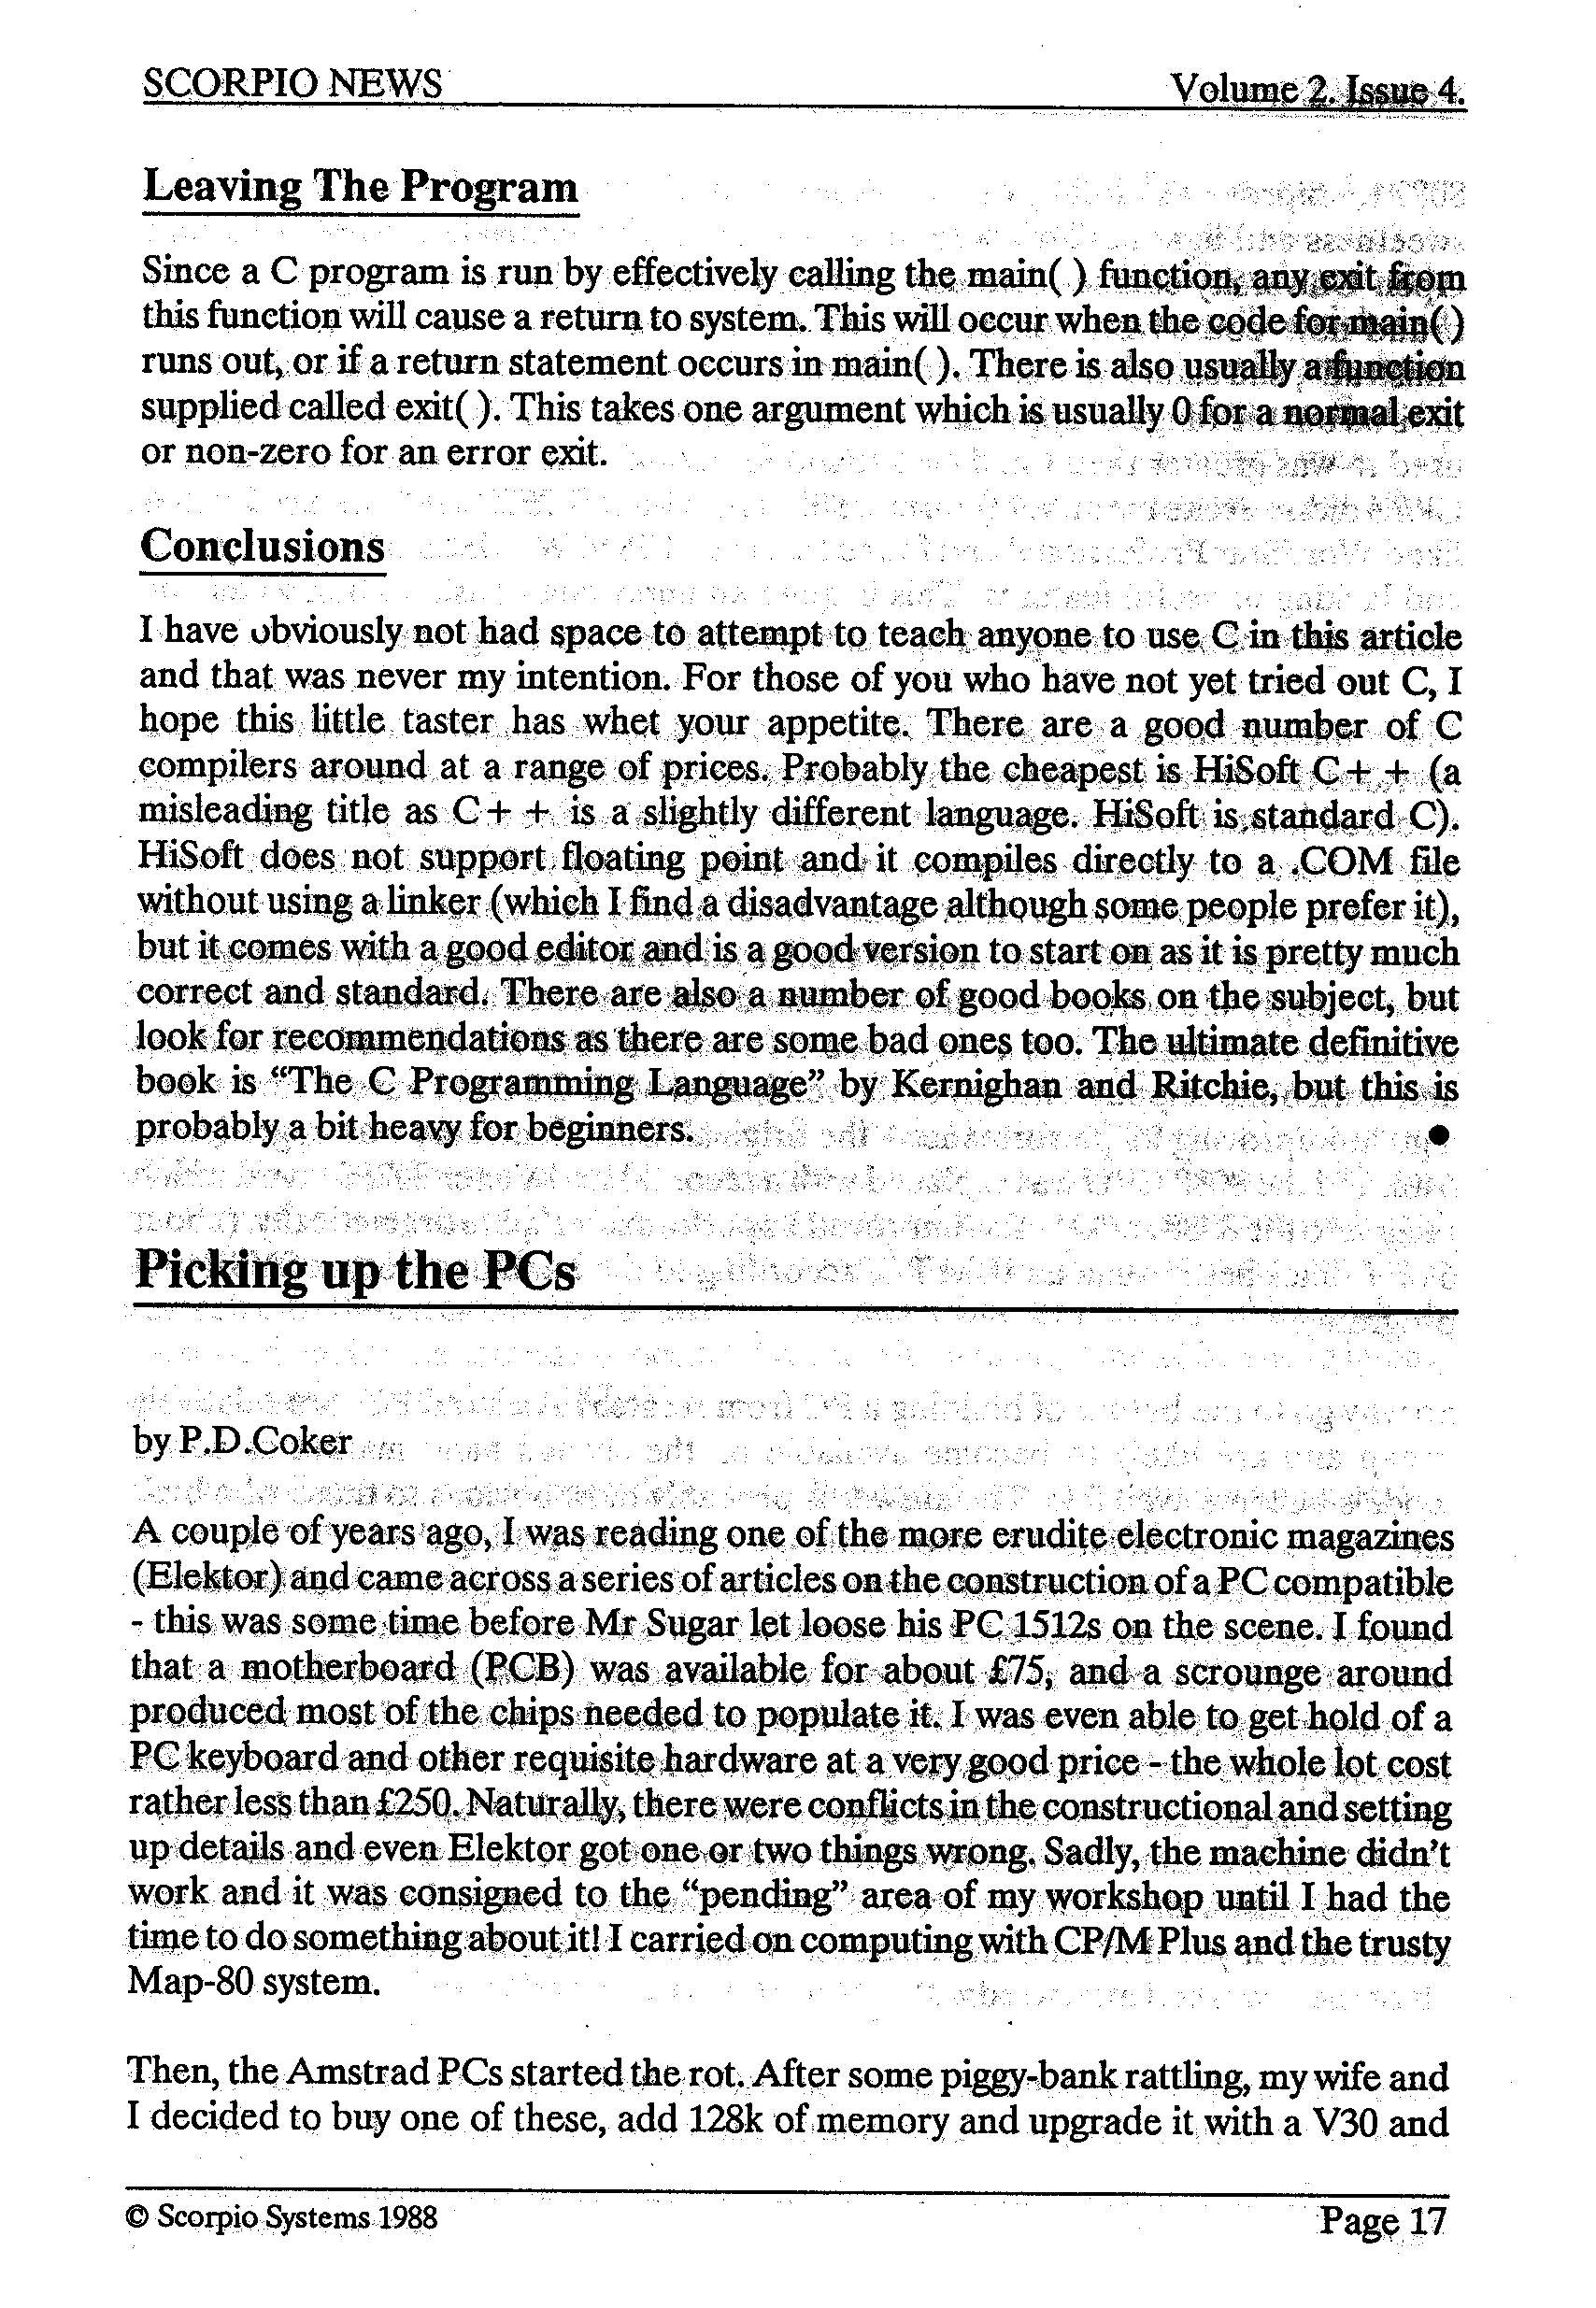 SCORPIO NEWS Volume 2. Issue 4.
Leaving The Program
Since a C program is run by effectively calling the main( ) function, any exit from
this function will cause a return to system. This will occur when the code for main( )
runs out, or if a return statement occurs in main( ). There is also usually a function
supplied called exit( ). This takes one argument which is usually 0 for a normal exit
or non-zero for an error exit.
Conclusions
I have obviously not had space to attempt to teach anyone to use C in this article
and that was never my intention. For those of you who have not yet tried out C, I
hope this little taster has whet your appetite. There are a good number of C
compilers around at a range of prices. Probably the cheapest is HiSoft C+ + (a
misleading title as C+ + is a slightly different language. HiSoft is standard C).
HiSoft does not support floating point and it compiles directly to a .COM file
without using a linker (which I find a disadvantage although some people prefer it),
but it comes with a good editor and is a good version to start on as it is pretty much
correct and standard. There are also a number of good books on the subject, but
look for recommendations as there are some bad ones too. The ultimate definitive
book is “The C Programming Language” by Kernighan and Ritchie, but this is
probably a bit heavy for beginners. ●
Picking up the PCs
by P.D.Coker
A couple of years ago, I was reading one of the more erudite electronic magazines
(Elektor) and came across a series of articles on the construction of a PC compatible
- this was some time before Mr Sugar let loose his PC 1512s on the scene. I found
that a motherboard (PCB) was available for about £75, and a scrounge around
produced most of the chips needed to populate it. I was even able to get hold of a
PC keyboard and other requisite hardware at a very good price - the whole lot cost
rather less than £250. Naturally, there were conflicts in the constructional and setting
up details and even Elektor got one or two things wrong. Sadly, the machine didn't
work and it was consigned to the “pending” area of my workshop until I had the
time to do something about it! I carried on computing with CP/M Plus and the trusty
Map-80 system.
Then, the Amstrad PCs started the rot. After some piggy-bank rattling, my wife and
I decided to buy one of these, add 128k of memory and upgrade it with a V30 and
© Scorpio Systems 1988 Page 17